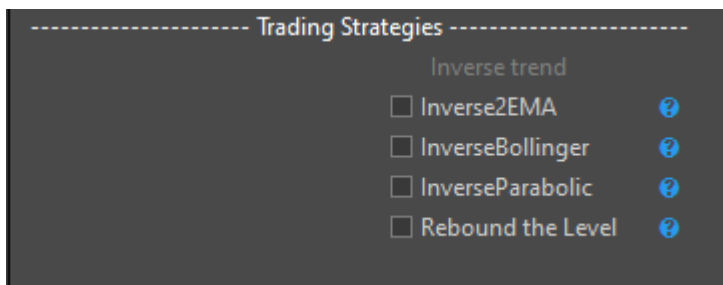 ---------------------- Trading Strategies ------------------------
Inverse trend
Inverse2EMA ?
InverseBollinger ?
InverseParabolic ?
Rebound the Level ?